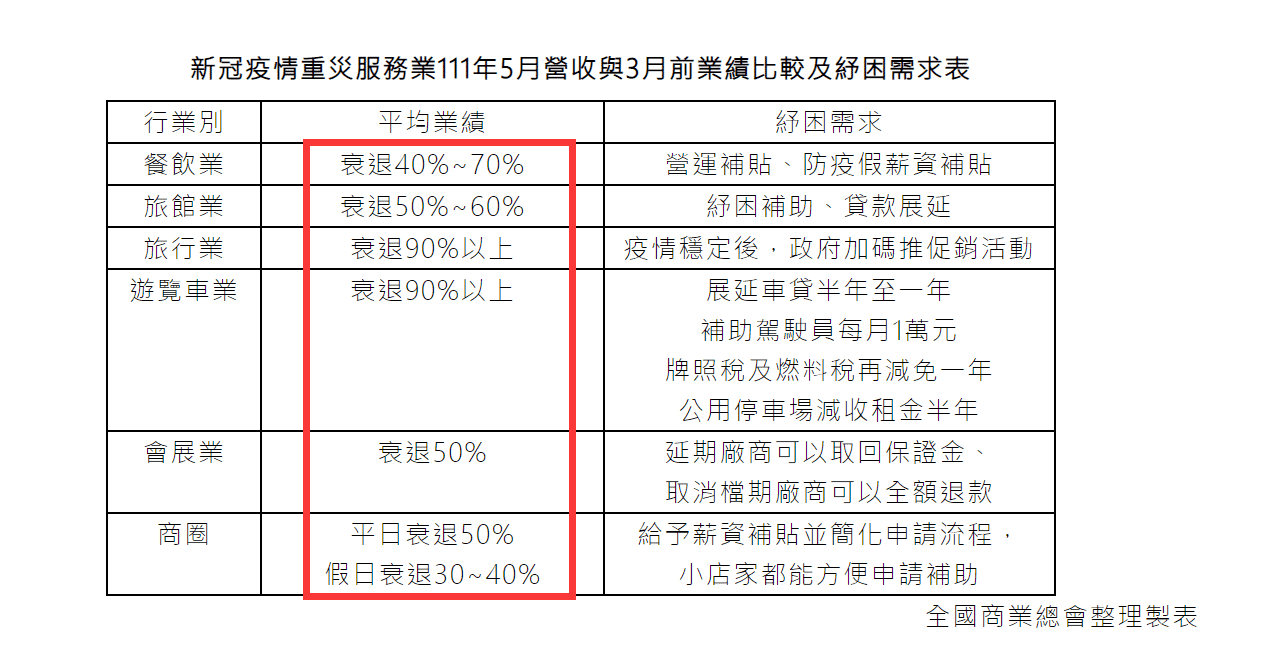 新冠疫情重災服務業111年5月營收與3月前業績比較及紓困需求表
行業別 平均業績 紓困需求
餐飲業 衰退40%~70% 營運補貼、防疫假薪資補貼
旅館業 衰退50%~60% 紓困補助、貸款展延
旅行業 衰退90%以上 疫情穩定後，政府加碼推促銷活動
遊覽車業 衰退90%以上 展延車貸半年至一年
補助駕駛員每月1萬元
牌照稅及燃料稅再減免一年
公用停車場減收租金半年
會展業 衰退50% 延期廠商可以取回保證金、
取消檔期廠商可以全額退款
商圈 平日衰退50% 給予薪資補貼並簡化申請流程，
假日衰退30~40% 小店家都能方便申請補助
全國商業總會整理製表